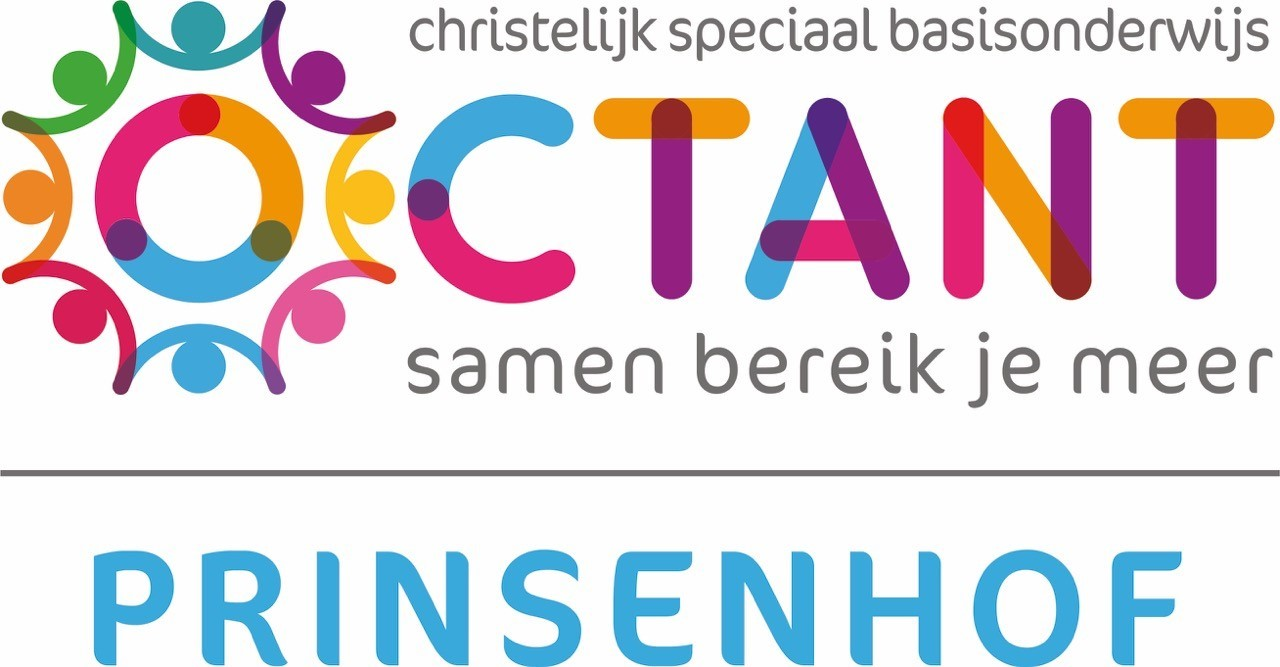 christelijk speciaal basisonderwijs
OCTANT
samen bereik je meer
PRINSENHOF